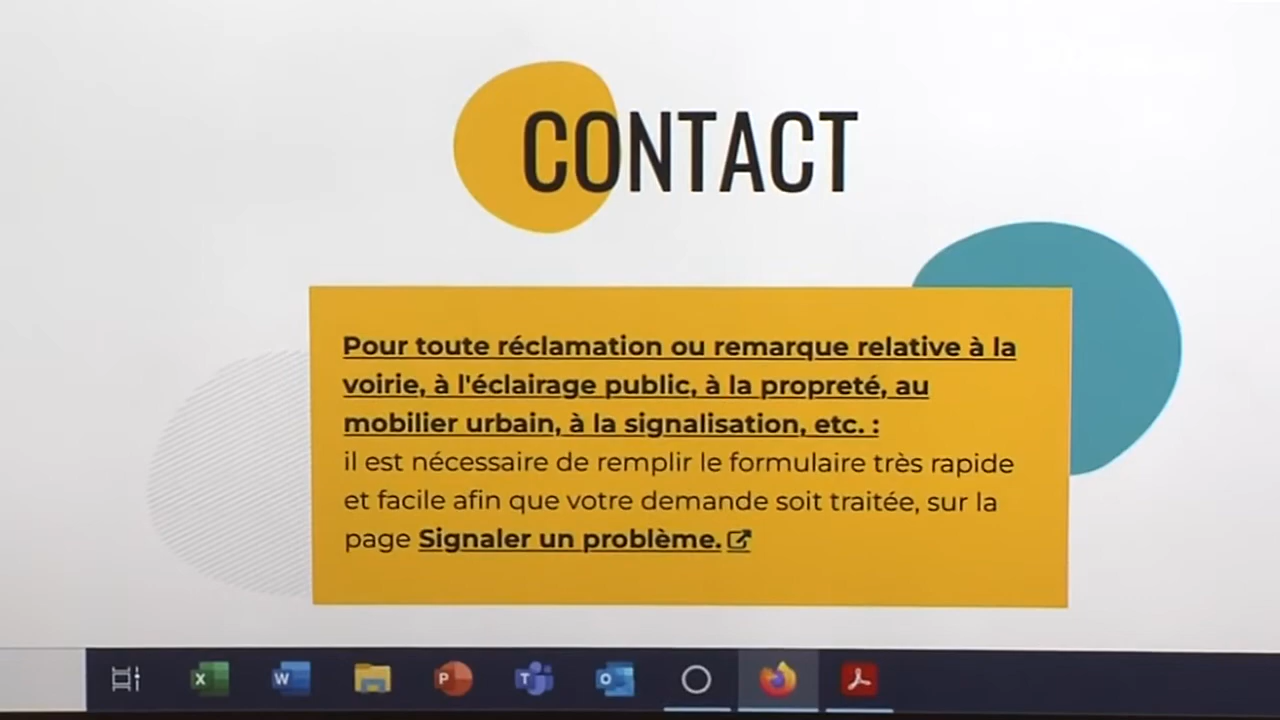 CONTACT
Pour toute réclamation ou remarque relative à la
voirie, à l'éclairage public, à la propreté, au
mobilier urbain, à la signalisation, etc. :
il est nécessaire de remplir le formulaire très rapide
et facile afin que votre demande soit traitée, sur la
page Signaler un problème.
X W P T O